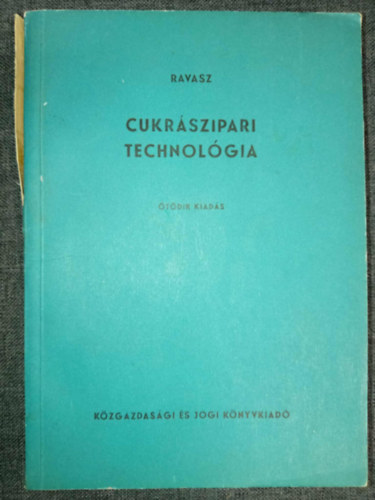 RAVASZ
CUKRÁSZIPARI
TECHNOLÓGIA
ÖTÖDIK KIADÁS
KÖZGAZDASÁGI ÉS JOGI KÖNYVKIADÓ